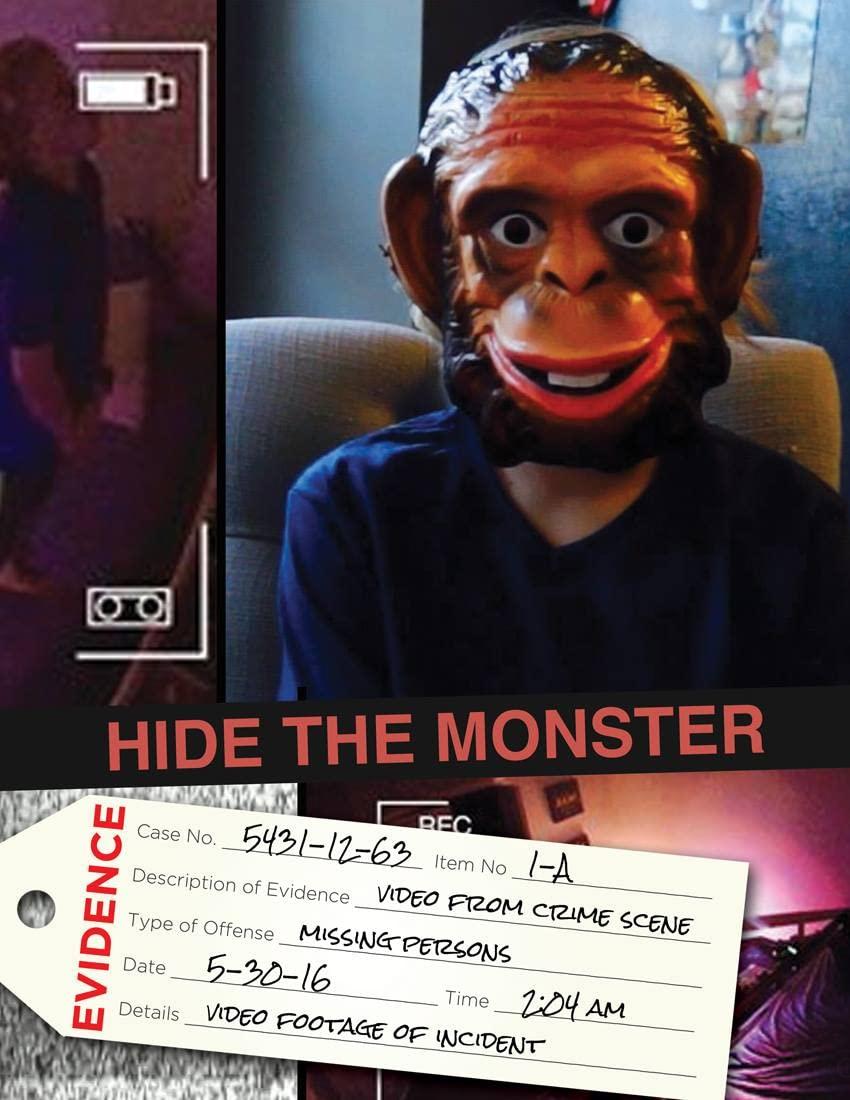 HIDE THE MONSTER
REC
EVIDENCE
Case No. 5431-12-63 Item No 1-A
Description of Evidence VIDEO FROM CRIME SCENE
Type of Offense MISSING PERSONS
Date 5-30-16 Time 2:04 AM
Details VIDEO FOOTAGE OF INCIDENT